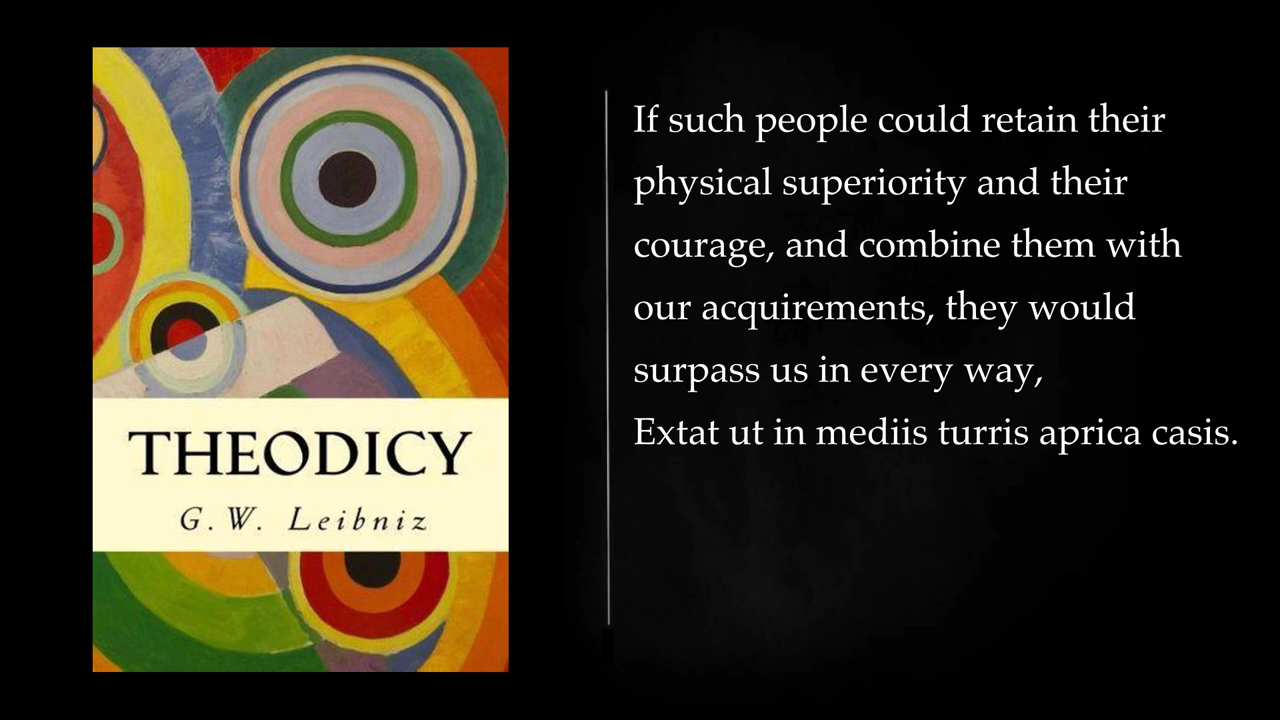 THEODICY
G.W. Leibniz
If such people could retain their
physical superiority and their
courage, and combine them with
our acquirements, they would
surpass us in every way,
Extat ut in mediis turris aprica casis.